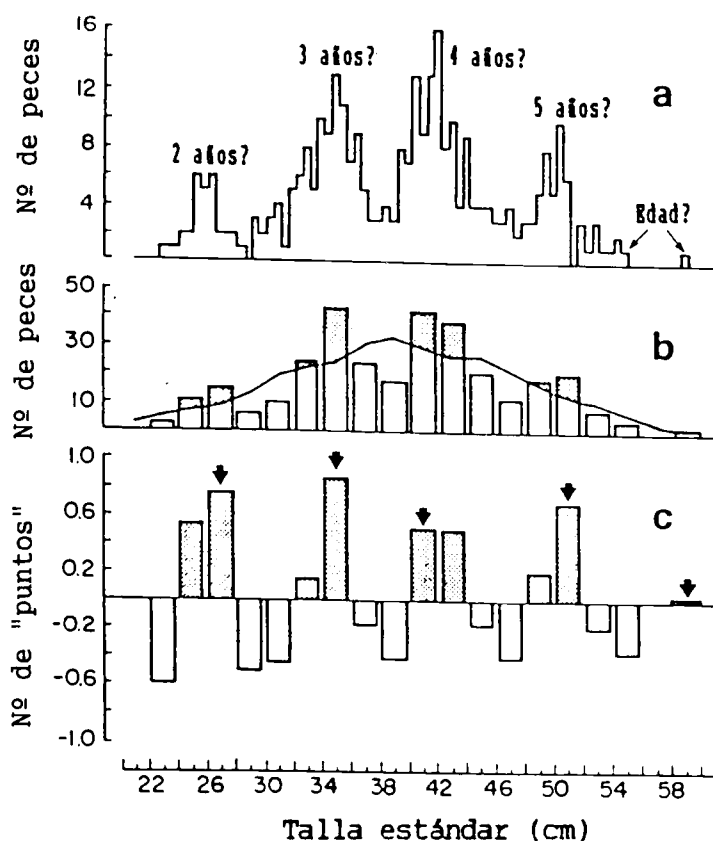 16
12
8
4
Nº de peces
2 años?
3 años?
4 años?
5 años?
Edad?
a
50
30
10
Nº de peces
b
1.0
0.6
0.2
-0.2
-0.6
-1.0
Nº de "puntos"
c
22 26 30 34 38 42 46 50 54 58
Talla estándar (cm)